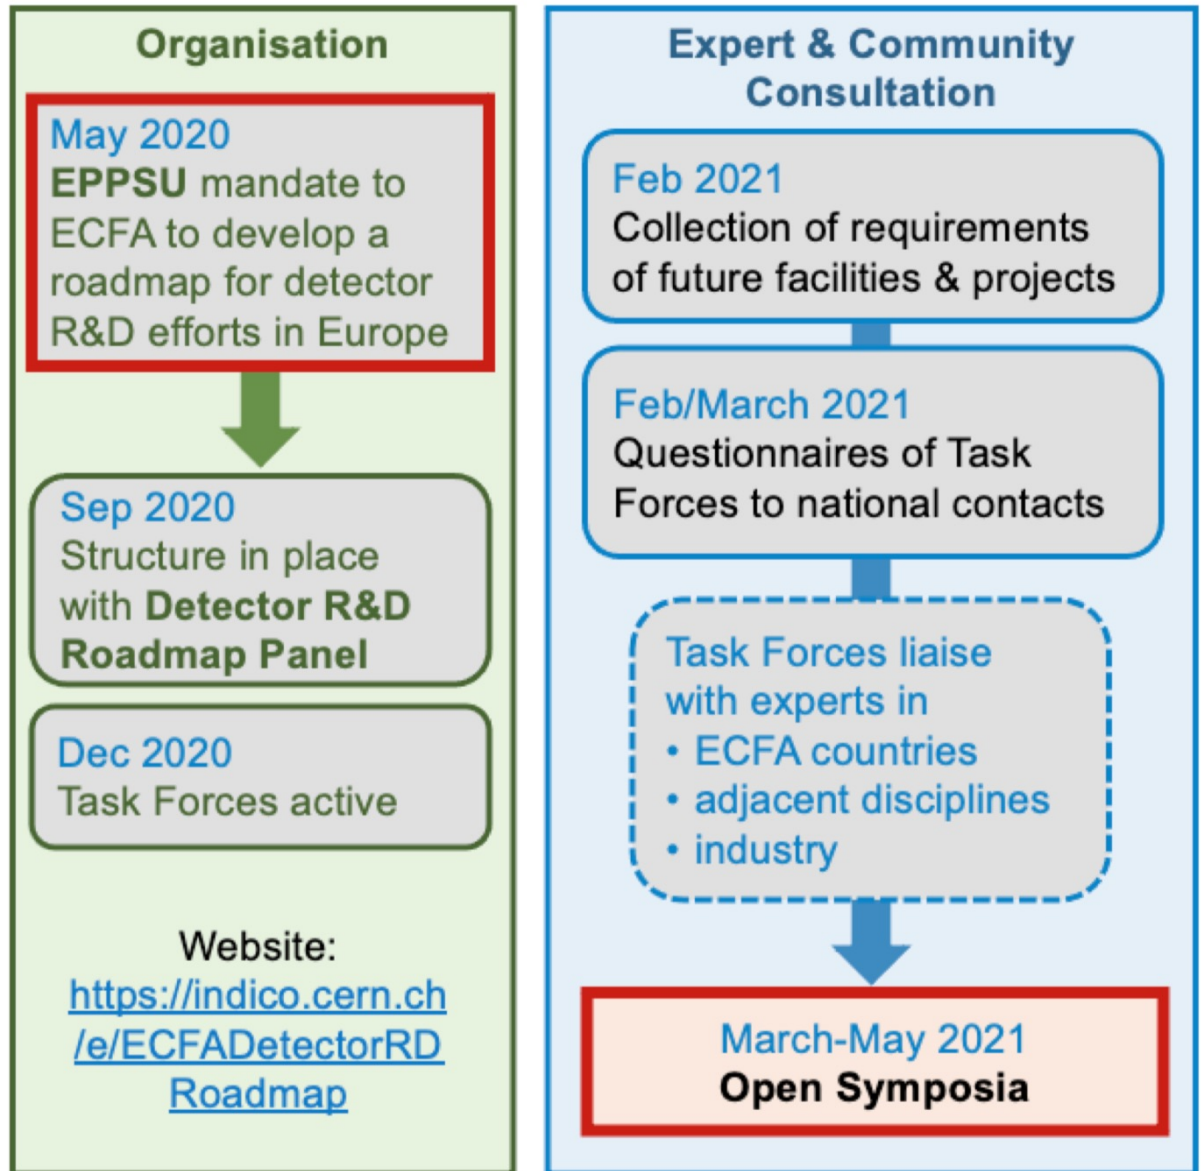 Organisation
May 2020
EPPSU mandate to
ECFA to develop a
roadmap for detector
R&D efforts in Europe
Sep 2020
Structure in place
with Detector R&D
Roadmap Panel
Dec 2020
Task Forces active
Website:
https://indico.cern.ch
/e/ECFADetectorRD
Roadmap
Expert & Community
Consultation
Feb 2021
Collection of requirements
of future facilities & projects
Feb/March 2021
Questionnaires of Task
Forces to national contacts
Task Forces liaise
with experts in
• ECFA countries
• adjacent disciplines
• industry
March-May 2021
Open Symposia